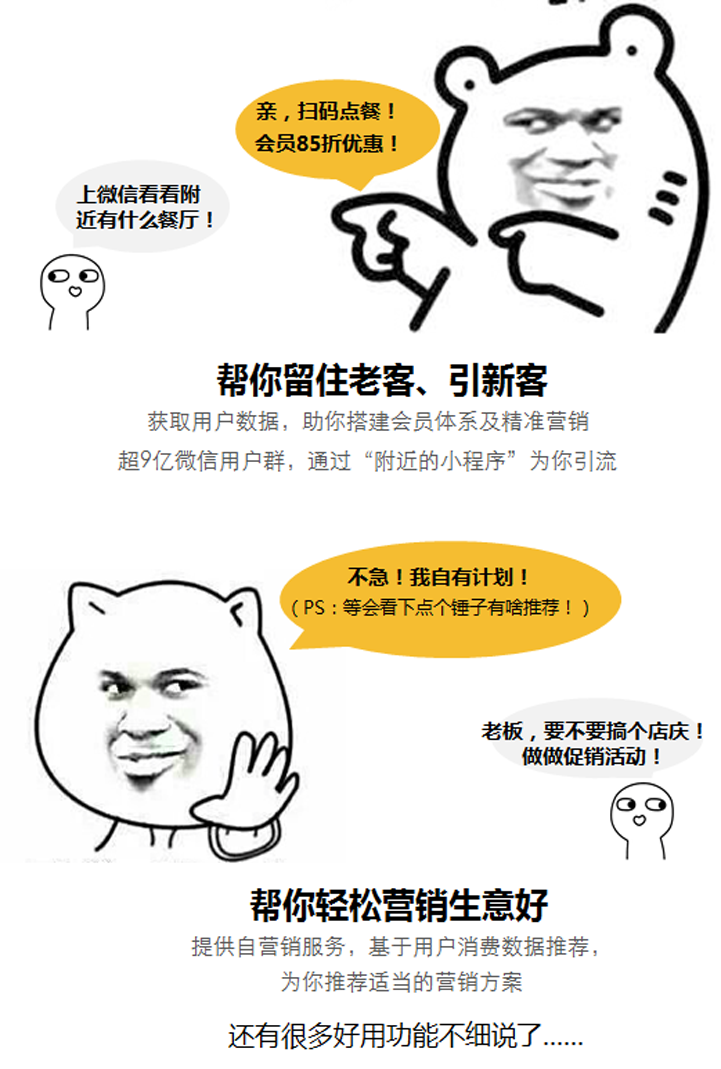 亲，扫码点餐！
会员85折优惠！
上微信看看附
近有什么餐厅！
帮你留住老客、引新客
获取用户数据，助你搭建会员体系及精准营销
超9亿微信用户群，通过“附近的小程序”为你引流
不急！我自有计划！
（PS：等会看下点个锤子有啥推荐！）
老板，要不要搞个店庆！
做做促销活动！
帮你轻松营销生意好
提供自营销服务，基于用户消费数据推荐，
为你推荐适当的营销方案
还有很多好用功能不细说了......